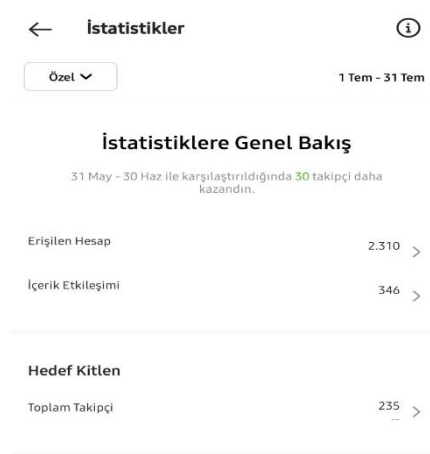 İstatistikler
Özel
1 Tem - 31 Tem
İstatistiklere Genel Bakış
31 May - 30 Haz ile karşılaştırıldığında 30 takipçi daha
kazandın.
Erişilen Hesap 2.310
İçerik Etkileşimi 346
Hedef Kitlen
Toplam Takipçi 235
--